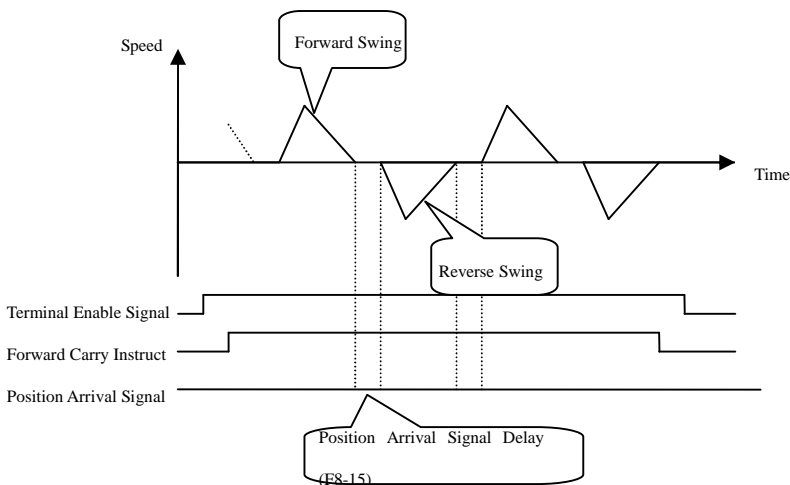 Forward Swing
Speed
Time
Reverse Swing
Terminal Enable Signal
Forward Carry Instruct
Position Arrival Signal
Position Arrival Signal Delay
(F8-15)